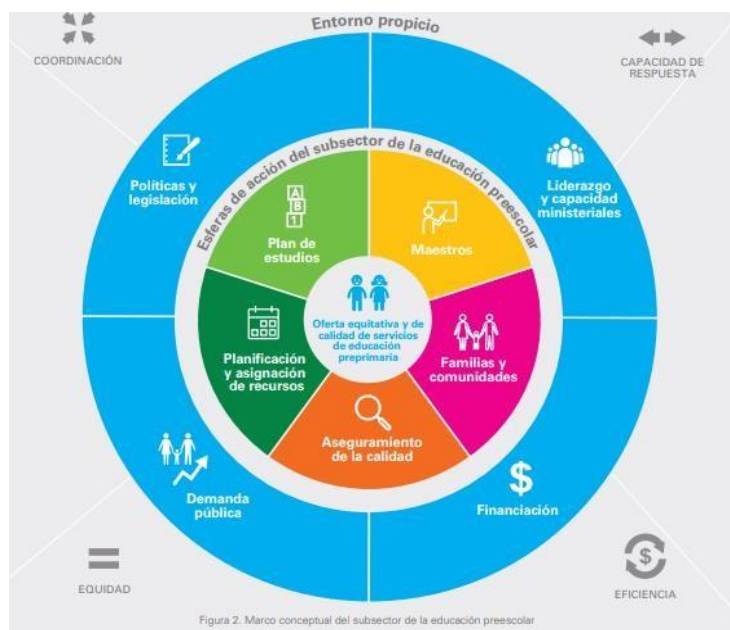 Entorno propicio
COORDINACIÓN
CAPACIDAD DE
RESPUESTA
Esferas de acción del subsector de la educación preescolar
Políticas y
legislación
Liderazgo
y capacidad
ministeriales
A
B
1
Plan de
estudios
Maestros
Oferta equitativa y de
calidad de servicios
de educación
preprimaria
Planificación
y asignación
de recursos
Familias y
comunidades
Aseguramiento
de la calidad
Demanda
pública
$
Financiación
EQUIDAD
$
EFICIENCIA
Figura 2. Marco conceptual del subsector de la educación preescolar